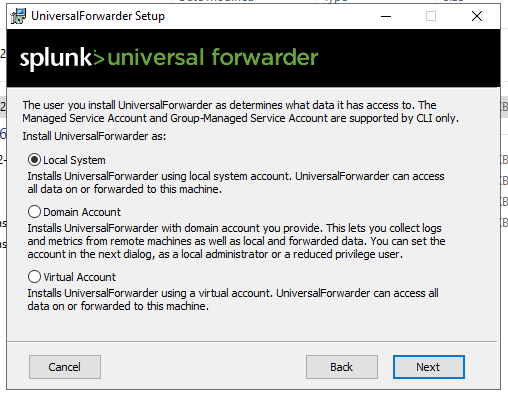 UniversalForwarder Setup
splunk>universal forwarder
The user you install UniversalForwarder as determines what data it has access to. The
Managed Service Account and Group-Managed Service Account are supported by CLI only.
Install UniversalForwarder as:
Local System
Installs UniversalForwarder using local system account. UniversalForwarder can access
all data on or forwarded to this machine.
Domain Account
Installs UniversalForwarder with domain account you provide. This lets you collect logs
and metrics from remote machines as well as local and forwarded data. You can set the
account in the next dialog, as a local administrator or a reduced privilege user.
Virtual Account
Installs UniversalForwarder using a virtual account. UniversalForwarder can access all
data on or forwarded to this machine.
Cancel
Back
Next